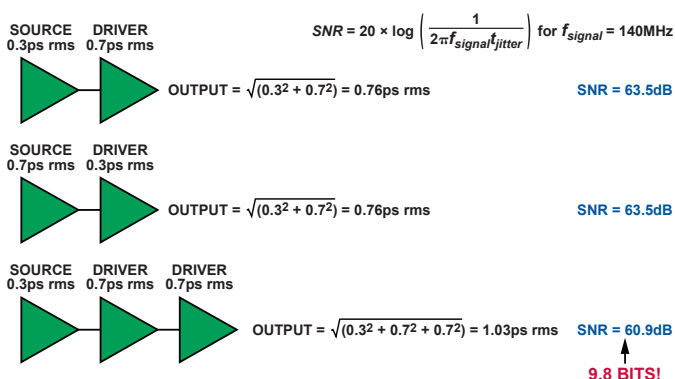 SOURCE DRIVER
0.3ps rms 0.7ps rms
SNR = 20 × log ( 1 / 2πf_signal t_jitter ) for f_signal = 140MHz
OUTPUT = √(0.3² + 0.7²) = 0.76ps rms
SNR = 63.5dB
SOURCE DRIVER
0.7ps rms 0.3ps rms
OUTPUT = √(0.3² + 0.7²) = 0.76ps rms
SNR = 63.5dB
SOURCE DRIVER DRIVER
0.3ps rms 0.7ps rms 0.7ps rms
OUTPUT = √(0.3² + 0.7² + 0.7²) = 1.03ps rms
SNR = 60.9dB
9.8 BITS!